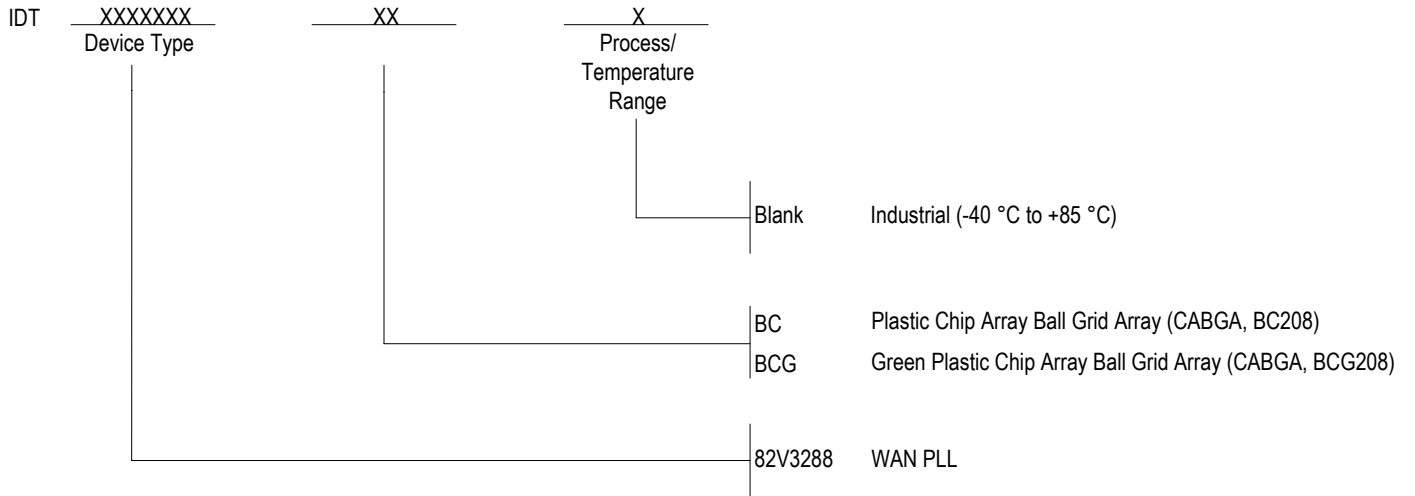 IDT XXXXXXX XX X
Device Type
Process/
Temperature
Range
Blank Industrial (-40 °C to +85 °C)
BC Plastic Chip Array Ball Grid Array (CABGA, BC208)
BCG Green Plastic Chip Array Ball Grid Array (CABGA, BCG208)
82V3288 WAN PLL